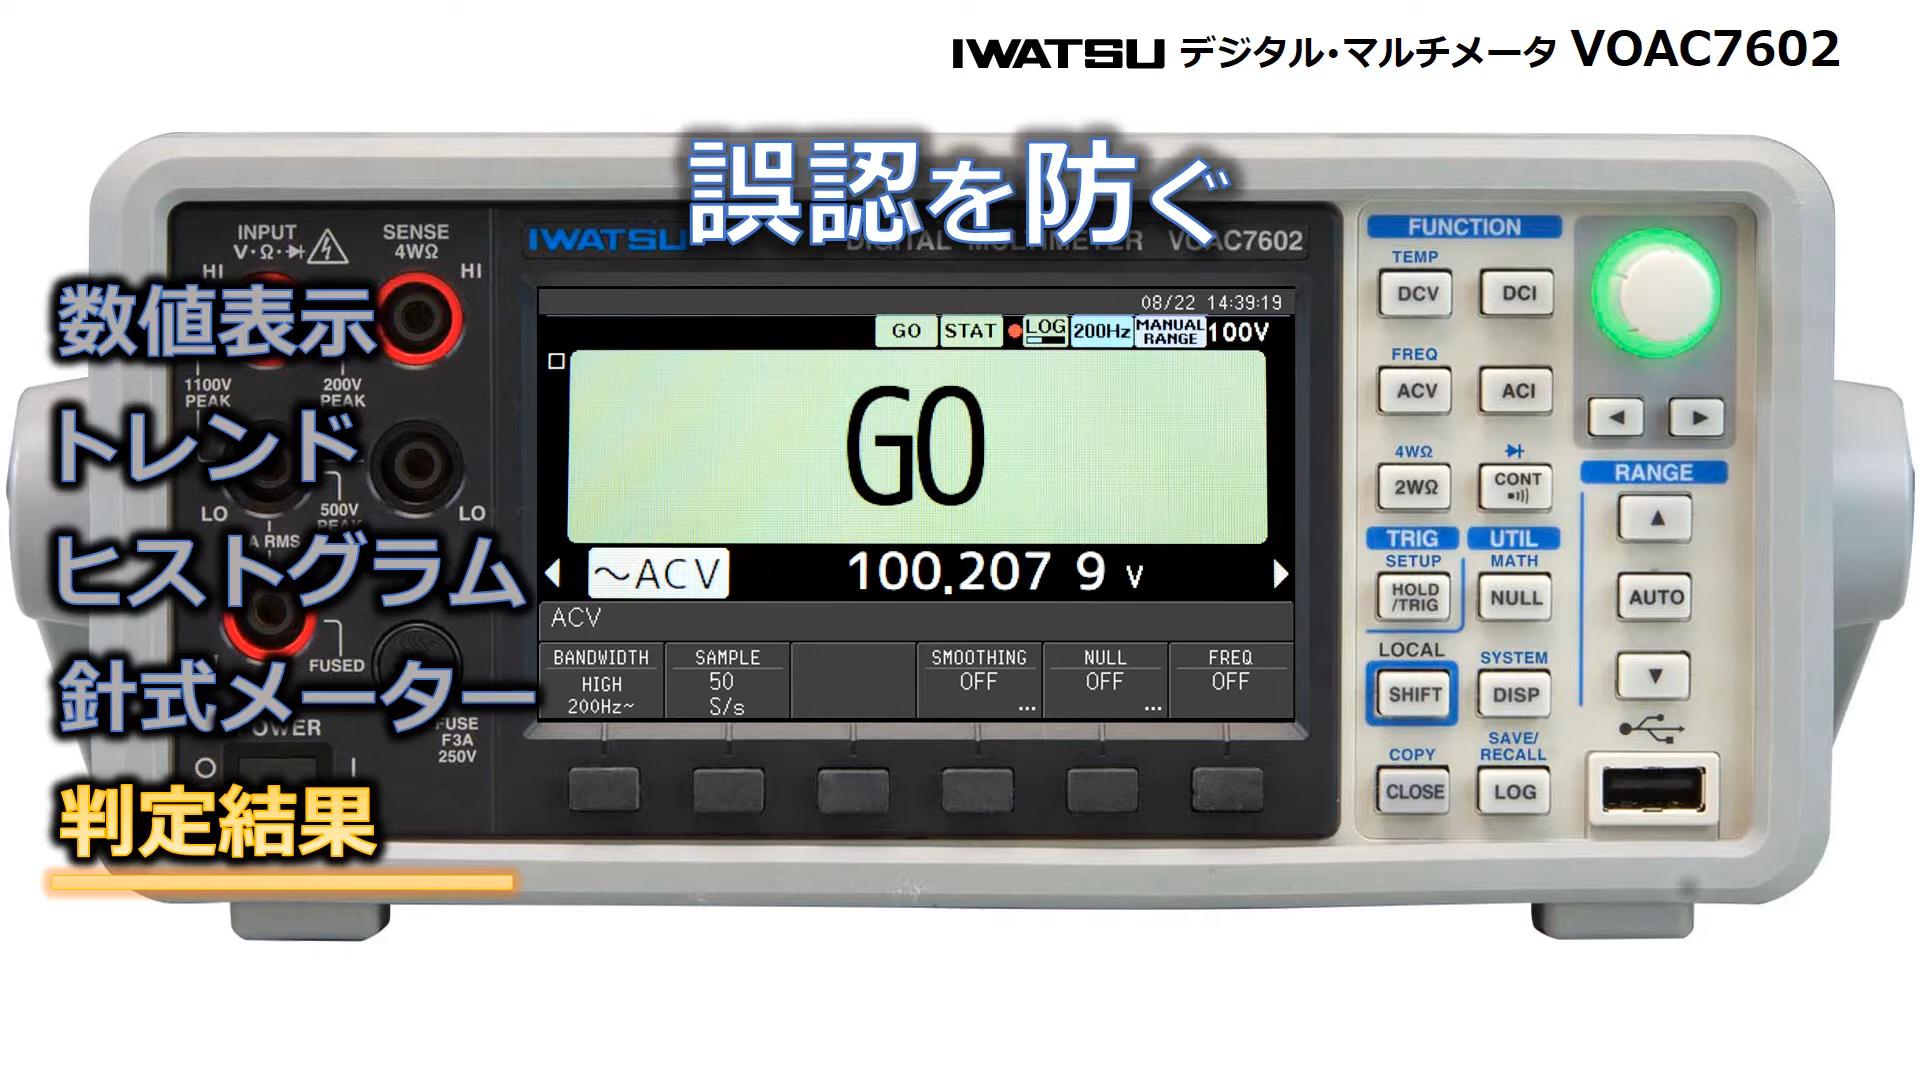 IWATSU デジタル・マルチメータ VOAC7602
誤認を防ぐ
数値表示
トレンド
ヒストグラム
針式メーター
判定結果
INPUT
V・Ω・
HI
SENSE
4WΩ
HI
1100V
PEAK
200V
PEAK
LO
500V
LO
A RMS
FUSED
FUSE
F3A
250V
POWER
O
I
IWATSU
DIGITAL MULTIMETER VOAC7602
08/22 14:39:19
GO
STAT
LOG
200Hz
MANUAL
RANGE
100V
GO
～ACV
100.207 9 V
ACV
BANDWIDTH
HIGH
200Hz~
SAMPLE
50
S/s
SMOOTHING
OFF
...
NULL
OFF
...
FREQ
OFF
FUNCTION
TEMP
DCV
DCI
FREQ
ACV
ACI
4WΩ
2WΩ
CONT
TRIG
SETUP
HOLD
/TRIG
UTIL
MATH
NULL
LOCAL
SHIFT
SYSTEM
DISP
COPY
CLOSE
SAVE/
RECALL
LOG
RANGE
AUTO